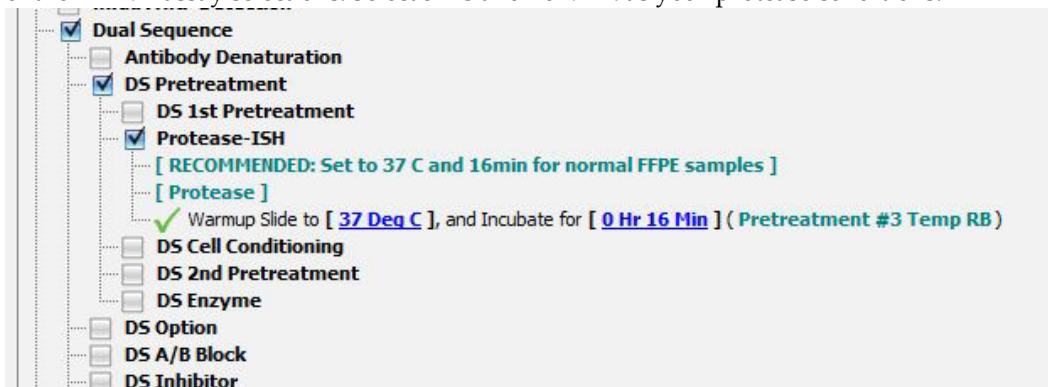 Dual Sequence
Antibody Denaturation
DS Pretreatment
DS 1st Pretreatment
Protease-ISH
[ RECOMMENDED: Set to 37 C and 16min for normal FFPE samples ]
[ Protease ]
Warmup Slide to [ 37 Deg C ], and Incubate for [ 0 Hr 16 Min ] ( Pretreatment #3 Temp RB )
DS Cell Conditioning
DS 2nd Pretreatment
DS Enzyme
DS Option
DS A/B Block
DS Inhibitor